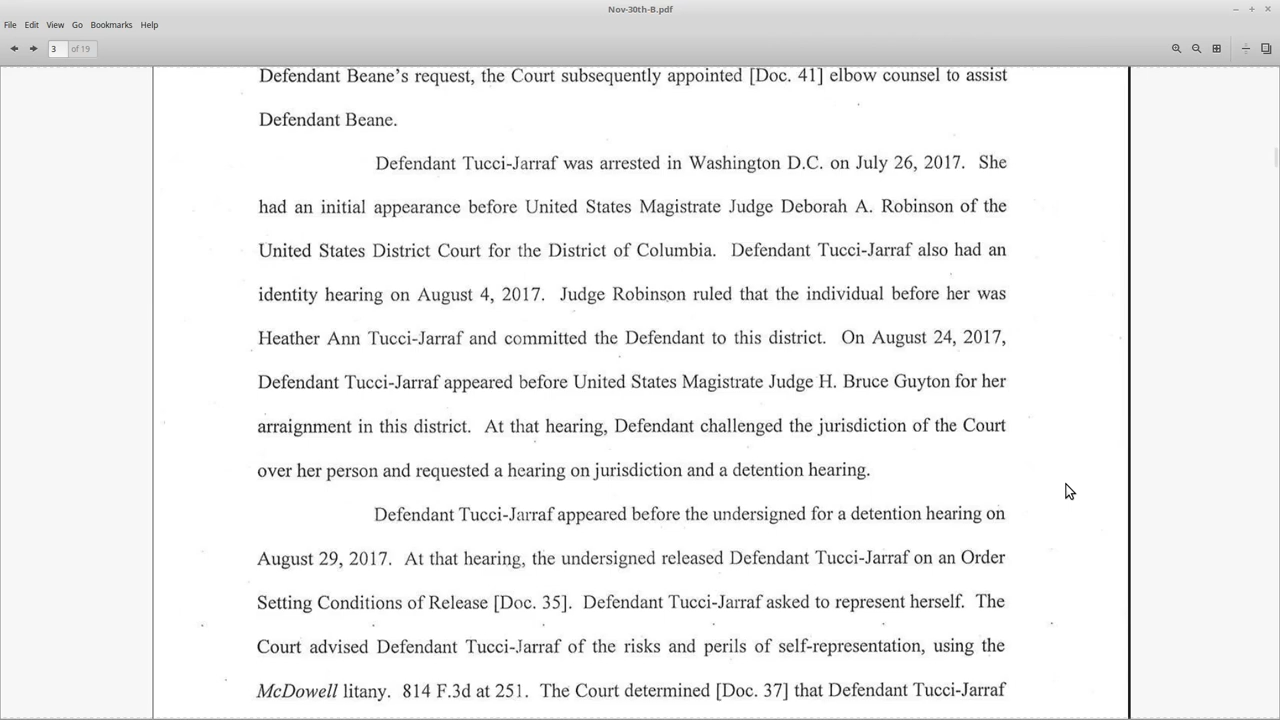 Nov-30th-B.pdf
File Edit View Go Bookmarks Help
3 of 19
Defendant Beane's request, the Court subsequently appointed [Doc. 41] elbow counsel to assist
Defendant Beane.
Defendant Tucci-Jarraf was arrested in Washington D.C. on July 26, 2017. She
had an initial appearance before United States Magistrate Judge Deborah A. Robinson of the
United States District Court for the District of Columbia. Defendant Tucci-Jarraf also had an
identity hearing on August 4, 2017. Judge Robinson ruled that the individual before her was
Heather Ann Tucci-Jarraf and committed the Defendant to this district. On August 24, 2017,
Defendant Tucci-Jarraf appeared before United States Magistrate Judge H. Bruce Guyton for her
arraignment in this district. At that hearing, Defendant challenged the jurisdiction of the Court
over her person and requested a hearing on jurisdiction and a detention hearing.
Defendant Tucci-Jarraf appeared before the undersigned for a detention hearing on
August 29, 2017. At that hearing, the undersigned released Defendant Tucci-Jarraf on an Order
Setting Conditions of Release [Doc. 35]. Defendant Tucci-Jarraf asked to represent herself. The
Court advised Defendant Tucci-Jarraf of the risks and perils of self-representation, using the
McDowell litany. 814 F.3d at 251. The Court determined [Doc. 37] that Defendant Tucci-Jarraf